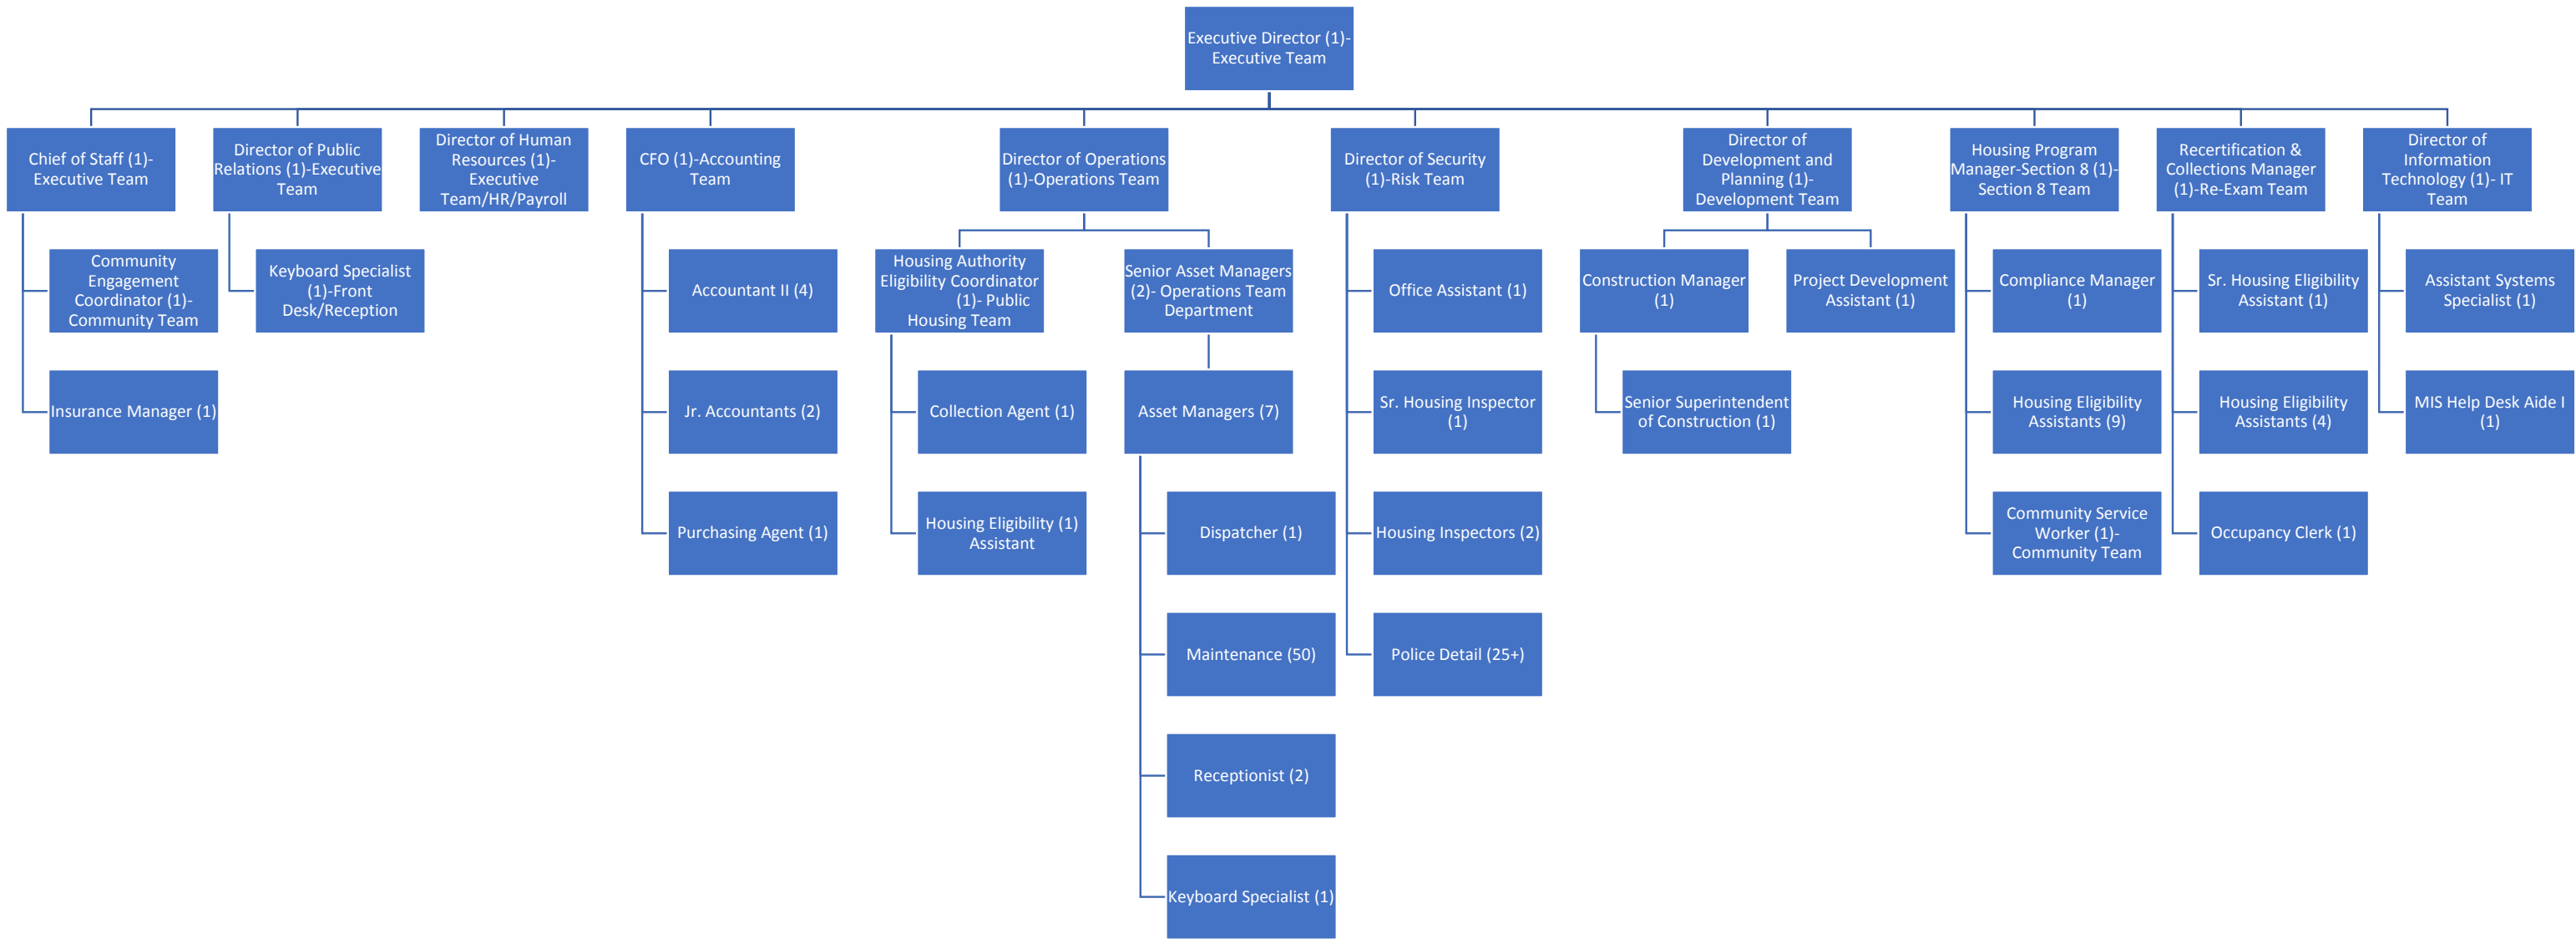 Executive Director (1)-
Executive Team
Chief of Staff (1)-
Executive Team
Director of Public
Relations (1)-Executive
Team
Director of Human
Resources (1)-
Executive
Team/HR/Payroll
CFO (1)-Accounting
Team
Director of Operations
(1)-Operations Team
Director of Security
(1)-Risk Team
Director of
Development and
Planning (1)-
Development Team
Housing Program
Manager-Section 8 (1)-
Section 8 Team
Recertification &
Collections Manager
(1)-Re-Exam Team
Director of
Information
Technology (1)- IT
Team
Community
Engagement
Coordinator (1)-
Community Team
Keyboard Specialist
(1)-Front
Desk/Reception
Accountant II (4)
Housing Authority
Eligibility Coordinator
(1)- Public
Housing Team
Senior Asset Managers
(2)- Operations Team
Department
Office Assistant (1)
Construction Manager
(1)
Project Development
Assistant (1)
Compliance Manager
(1)
Sr. Housing Eligibility
Assistant (1)
Assistant Systems
Specialist (1)
Insurance Manager (1)
Jr. Accountants (2)
Collection Agent (1)
Asset Managers (7)
Sr. Housing Inspector
(1)
Senior Superintendent
of Construction (1)
Housing Eligibility
Assistants (9)
Housing Eligibility
Assistants (4)
MIS Help Desk Aide I
(1)
Purchasing Agent (1)
Housing Eligibility (1)
Assistant
Dispatcher (1)
Housing Inspectors (2)
Community Service
Worker (1)-
Community Team
Occupancy Clerk (1)
Maintenance (50)
Police Detail (25+)
Receptionist (2)
Keyboard Specialist (1)